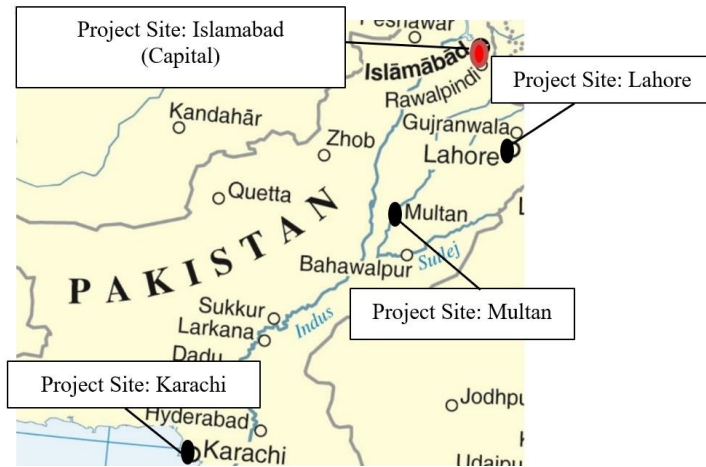 Project Site: Islamabad
(Capital)
Peshawar
Islāmābād
Rawalpindi
Project Site: Lahore
Kandahār
Gujranwala
Zhob
Lahore
Quetta
Multan
PAKISTAN
Sutlej
Bahawalpur
Sukkur
Indus
Project Site: Multan
Larkana
Dadu
Project Site: Karachi
Jodhpu
Hyderabad
Karachi
Udaipu